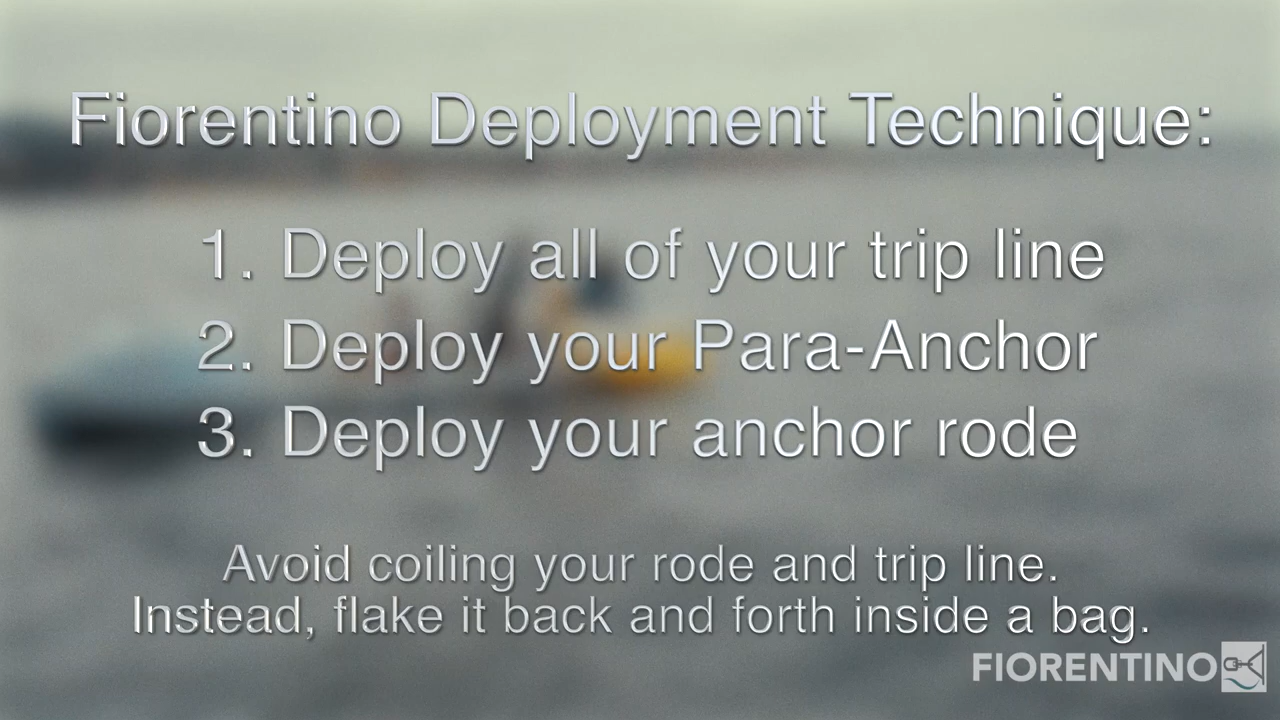 Fiorentino Deployment Technique:
1. Deploy all of your trip line
2. Deploy your Para-Anchor
3. Deploy your anchor rode
Avoid coiling your rode and trip line.
Instead, flake it back and forth inside a bag.
FIORENTINO